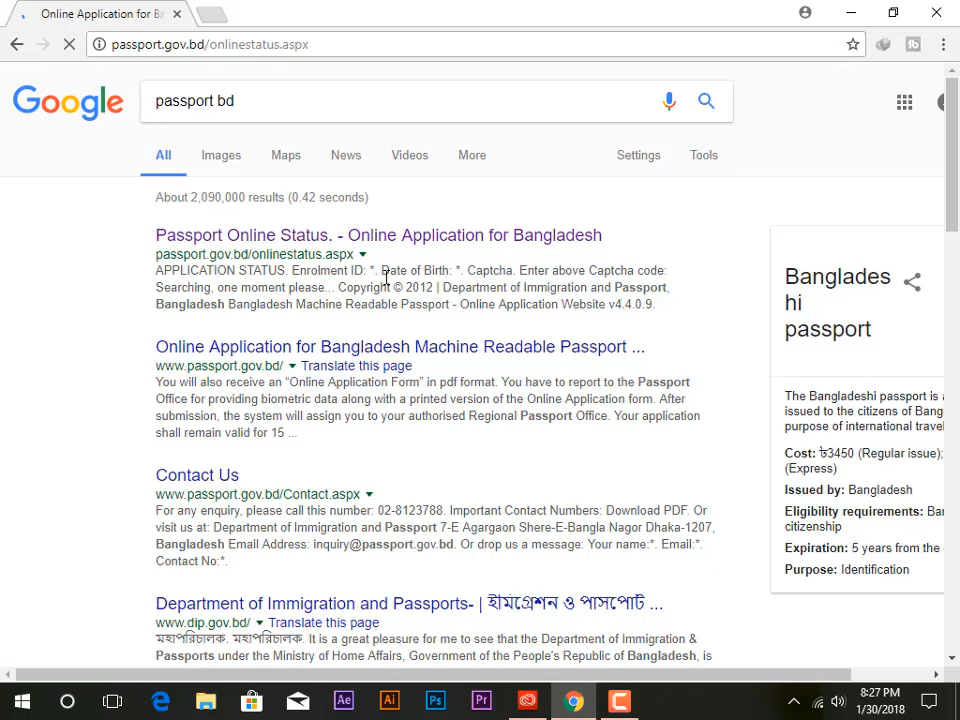 Online Application for Ba
passport.gov.bd/onlinestatus.aspx
Google
passport bd
All
Images
Maps
News
Videos
More
Settings
Tools
About 2,090,000 results (0.42 seconds)
Passport Online Status. - Online Application for Bangladesh
passport.gov.bd/onlinestatus.aspx
APPLICATION STATUS. Enrolment ID: *. Date of Birth: *. Captcha. Enter above Captcha code:
Searching, one moment please... Copyright © 2012 | Department of Immigration and Passport,
Bangladesh Bangladesh Machine Readable Passport - Online Application Website v4.4.0.9.
Online Application for Bangladesh Machine Readable Passport ...
www.passport.gov.bd/ Translate this page
You will also receive an “Online Application Form” in pdf format. You have to report to the Passport
Office for providing biometric data along with a printed version of the Online Application form. After
submission, the system will assign you to your authorised Regional Passport Office. Your application
shall remain valid for 15 ...
Contact Us
www.passport.gov.bd/Contact.aspx
For any enquiry, please call this number: 02-8123788. Important Contact Numbers: Download PDF. Or
visit us at: Department of Immigration and Passport 7-E Agargaon Shere-E-Bangla Nagor Dhaka-1207,
Bangladesh Email Address: inquiry@passport.gov.bd. Or drop us a message: Your name:*. Email:*.
Contact No:*.
Department of Immigration and Passports- | ইমিগ্রেশন ও পাসপোর্ট ...
www.dip.gov.bd/ Translate this page
মহাপরিচালক. মহাপরিচালক. It is a great pleasure for me to see that the Department of Immigration &
Passports under the Ministry of Home Affairs, Government of the People's Republic of Bangladesh, is
Banglades
hi
passport
The Bangladeshi passport is a
issued to the citizens of Bang
purpose of international trave
Cost: ৳3450 (Regular issue);
(Express)
Issued by: Bangladesh
Eligibility requirements: Ban
citizenship
Expiration: 5 years from the
Purpose: Identification
Ae
Ai
Ps
Pr
8:27 PM
1/30/2018